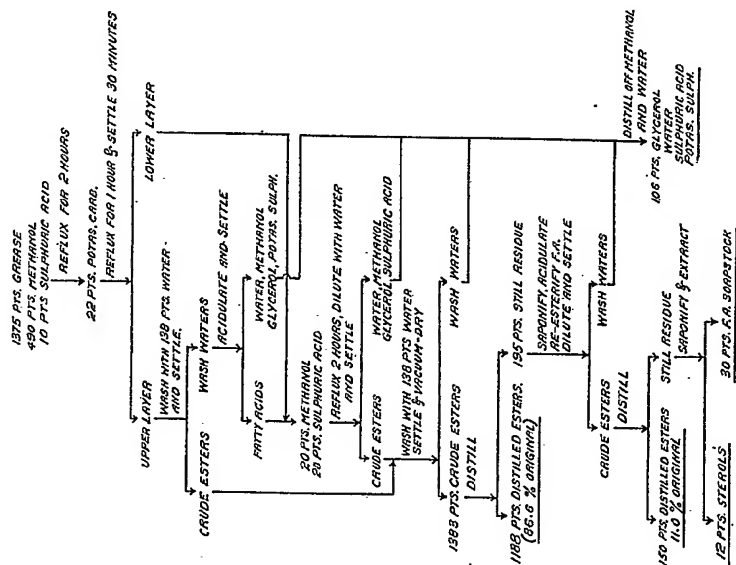 1375 PTS. GREASE
490 PTS. METHANOL
10 PTS. SULPHURIC ACID
REFLUX FOR 2 HOURS
22 PTS. POTAS. CARB.
REFLUX FOR 1 HOUR & SETTLE 30 MINUTES
UPPER LAYER
LOWER LAYER
WASH WITH 138 PTS. WATER-
AND SETTLE.
CRUDE ESTERS
WASH WATERS
ACIDULATE AND SETTLE
FATTY ACIDS
WATER, METHANOL
GLYCEROL, POTAS. SULPH.
20 PTS. METHANOL
20 PTS. SULPHURIC ACID
REFLUX 2 HOURS, DILUTE WITH WATER
AND SETTLE
CRUDE ESTERS
WATER, METHANOL
GLYCEROL, SULPHURIC ACID
WASH WITH 138 PTS WATER
SETTLE & VACUUM-DRY
1388 PTS. CRUDE ESTERS
WASH WATERS
DISTILL
1188 PTS. DISTILLED ESTERS.
(86.6 % ORIGINAL)
195 PTS. STILL RESIDUE
SAPONIFY, ACIDULATE
RE-ESTERIFY F.A.
DILUTE AND SETTLE
CRUDE ESTERS
WASH WATERS
DISTILL
150 PTS. DISTILLED ESTERS
11.0 % ORIGINAL
STILL RESIDUE
SAPONIFY & EXTRACT
12 PTS. STEROLS
30 PTS. F.A. SOAPSTOCK
DISTILL OFF METHANOL
AND WATER
106 PTS. GLYCEROL
WATER
SULPHURIC ACID
POTAS. SULPH.